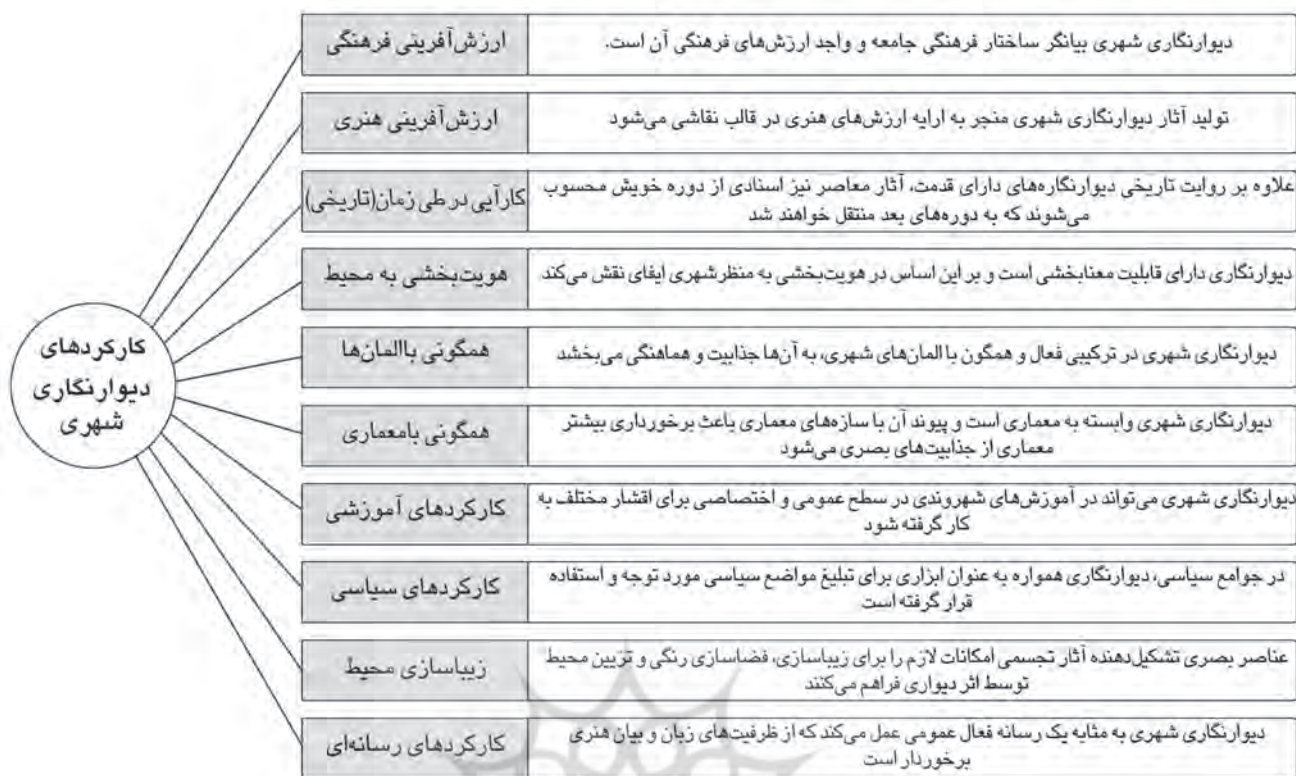 کارکردهای
دیوارنگاری
شهری
ارزش‌آفرینی فرهنگی
دیوارنگاری شهری بیانگر ساختار فرهنگی جامعه و واجد ارزش‌های فرهنگی آن است.
ارزش‌آفرینی هنری
تولید آثار دیوارنگاری شهری منجر به ارایه ارزش‌های هنری در قالب نقاشی می‌شود
کارآیی در طی زمان(تاریخی)
علاوه بر روایت تاریخی دیوارنگاره‌های دارای قدمت، آثار معاصر نیز اسنادی از دوره خویش محسوب
می‌شوند که به دوره‌های بعد منتقل خواهند شد
هویت‌بخشی به محیط
دیوارنگاری دارای قابلیت معنابخشی است و بر این اساس در هویت‌بخشی به منظرشهری ایفای نقش می‌کند
همگونی باالمان‌ها
دیوارنگاری شهری در ترکیبی فعال و همگون با المان‌های شهری، به آن‌ها جذابیت و هماهنگی می‌بخشد
همگونی بامعماری
دیوارنگاری شهری وابسته به معماری است و پیوند آن با سازه‌های معماری باعث برخورداری بیشتر
معماری از جذابیت‌های بصری می‌شود
کارکردهای آموزشی
دیوارنگاری شهری می‌تواند در آموزش‌های شهروندی در سطح عمومی و اختصاصی برای اقشار مختلف به
کار گرفته شود
کارکردهای سیاسی
در جوامع سیاسی، دیوارنگاری همواره به عنوان ابزاری برای تبلیغ مواضع سیاسی مورد توجه و استفاده
قرار گرفته است
زیباسازی محیط
عناصر بصری تشکیل‌دهنده آثار تجسمی امکانات لازم را برای زیباسازی، فضاسازی رنگی و تزیین محیط
توسط اثر دیواری فراهم می‌کنند
کارکردهای رسانه‌ای
دیوارنگاری شهری به مثابه یک رسانه فعال عمومی عمل می‌کند که از ظرفیت‌های زبان و بیان هنری
برخوردار است